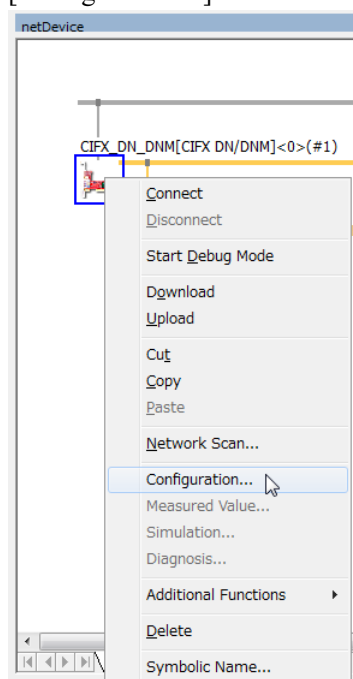 netDevice
CIFX_DN_DNM[CIFX DN/DNM]<0>(#1)
Connect
Disconnect
Start Debug Mode
Download
Upload
Cut
Copy
Paste
Network Scan...
Configuration...
Measured Value...
Simulation...
Diagnosis...
Additional Functions
Delete
Symbolic Name...